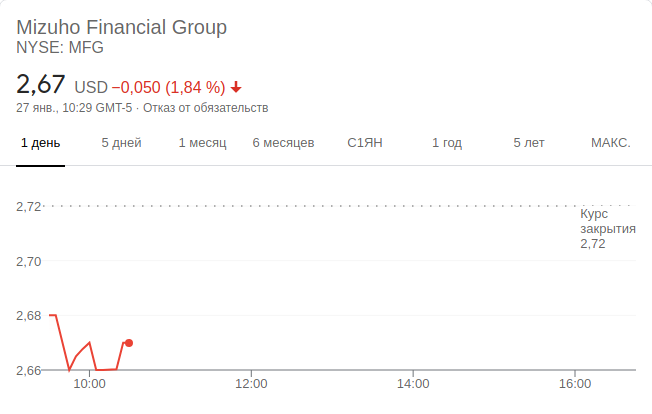 Mizuho Financial Group
NYSE: MFG
2,67 USD −0,050 (1,84 %)
27 янв., 10:29 GMT-5 · Отказ от обязательств
1 день 5 дней 1 месяц 6 месяцев С1ЯН 1 год 5 лет МАКС.
2,72
Курс
закрытия
2,72
2,70
2,68
2,66
10:00 12:00 14:00 16:00